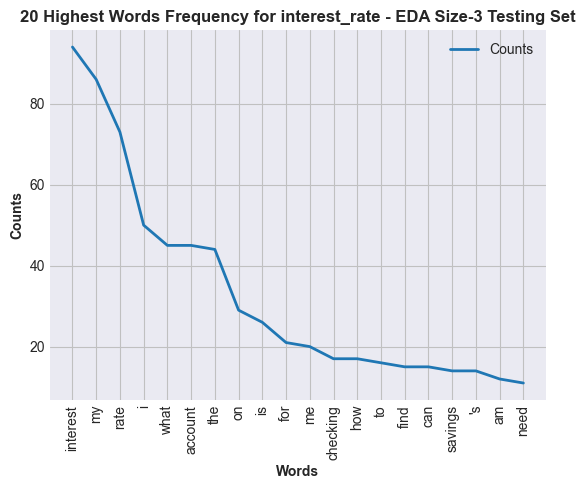 20 Highest Words Frequency for interest_rate - EDA Size-3 Testing Set
Counts
Counts
80
60
40
20
interest
my
rate
i
what
account
the
on
is
for
me
checking
how
to
find
can
savings
's
am
need
Words